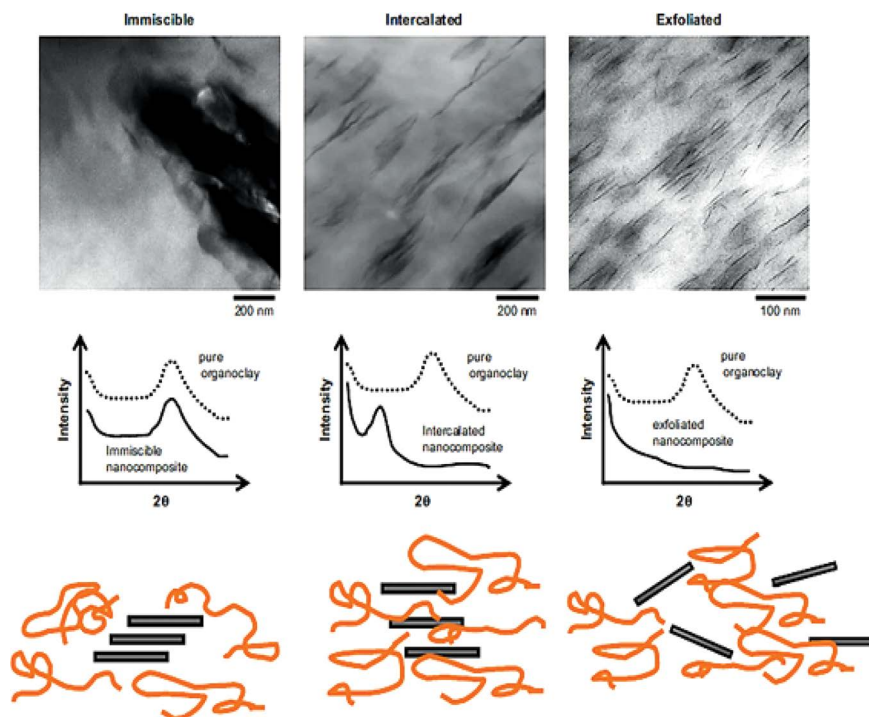 Immiscible
Intercalated
Exfoliated
200 nm
200 nm
100 nm
Intensity
pure
organoclay
Immiscible
nanocomposite
2θ
Intensity
pure
organoclay
Intercalated
nanocomposite
2θ
Intensity
pure
organoclay
exfoliated
nanocomposite
2θ